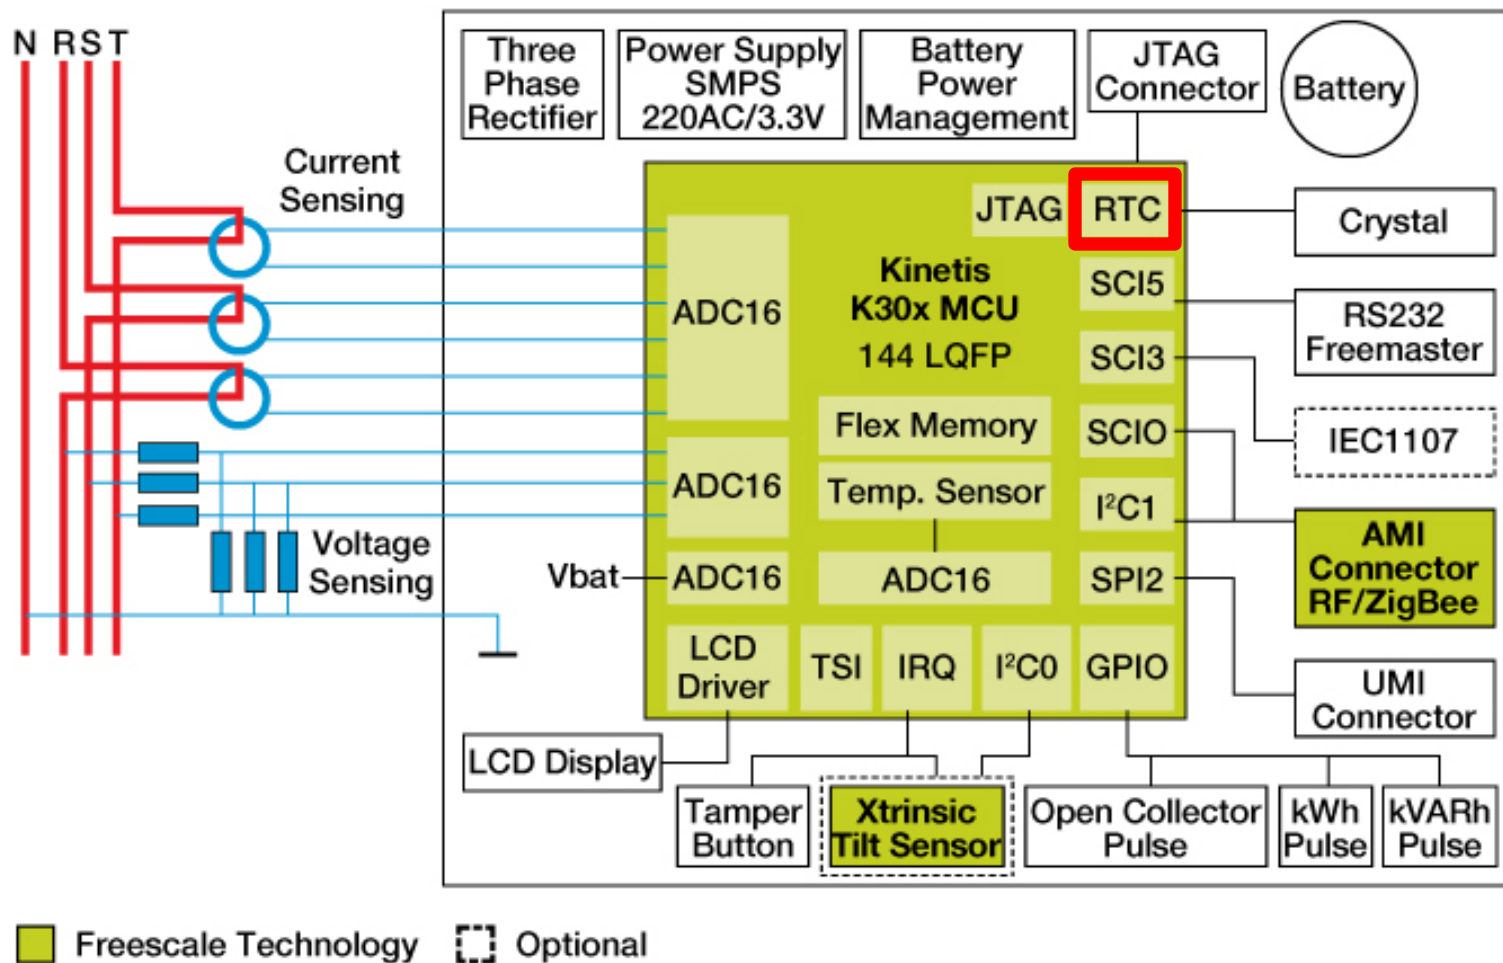 N R S T
Three
Phase
Rectifier
Power Supply
SMPS
220AC/3.3V
Battery
Power
Management
JTAG
Connector
Battery
Current
Sensing
JTAG
RTC
Crystal
Kinetis
K30x MCU
144 LQFP
ADC16
SCI5
RS232
Freemaster
SCI3
Flex Memory
SCIO
IEC1107
ADC16
Temp. Sensor
I²C1
Voltage
Sensing
AMI
Connector
RF/ZigBee
Vbat
ADC16
ADC16
SPI2
LCD
Driver
TSI
IRQ
I²C0
GPIO
UMI
Connector
LCD Display
Tamper
Button
Xtrinsic
Tilt Sensor
Open Collector
Pulse
kWh
Pulse
kVARh
Pulse
Freescale Technology
Optional